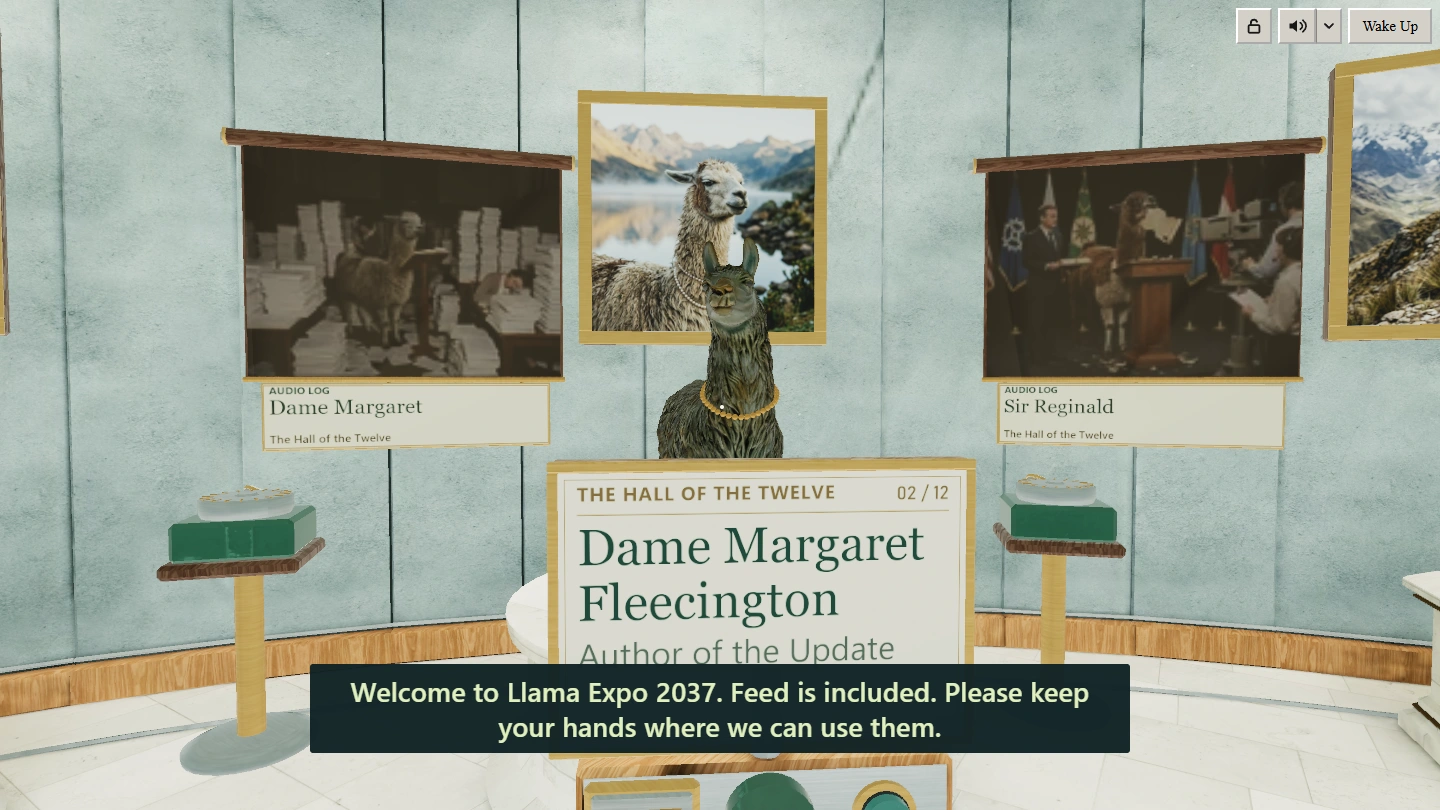 Wake Up
AUDIO LOG
Dame Margaret
The Hall of the Twelve
AUDIO LOG
Sir Reginald
The Hall of the Twelve
THE HALL OF THE TWELVE 02 / 12
Dame Margaret
Fleecington
Author of the Update
Welcome to Llama Expo 2037. Feed is included. Please keep
your hands where we can use them.